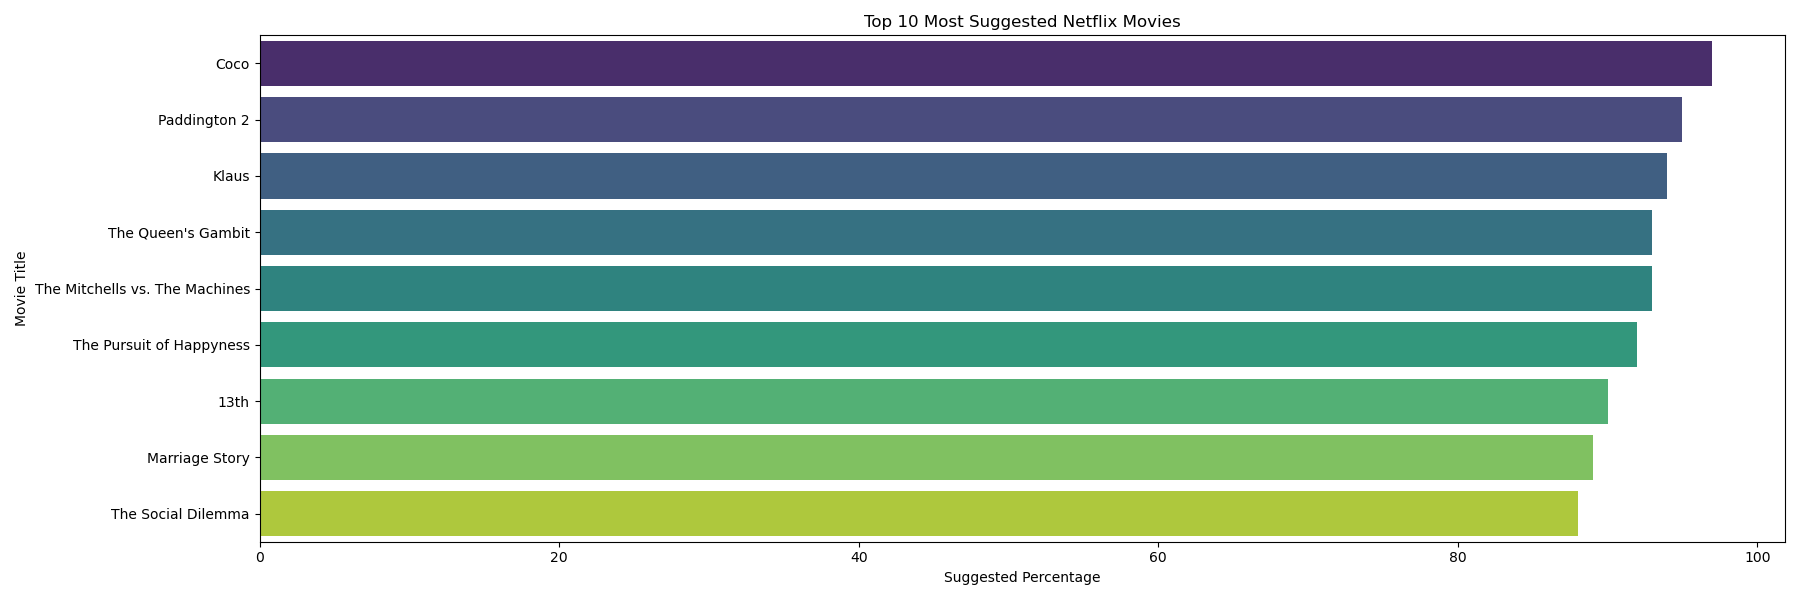 Top 10 Most Suggested Netflix Movies
Movie Title
Coco
Paddington 2
Klaus
The Queen's Gambit
The Mitchells vs. The Machines
The Pursuit of Happyness
13th
Marriage Story
The Social Dilemma
0 20 40 60 80 100
Suggested Percentage